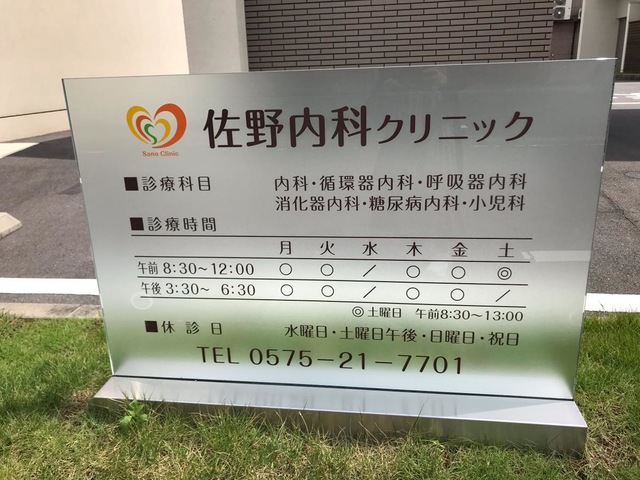 佐野内科クリニック
Sano Clinic
■診療科目 内科・循環器内科・呼吸器内科
消化器内科・糖尿病内科・小児科
■診療時間
月 火 水 木 金 土
午前 8:30～12:00 ○ ○ ／ ○ ○ ◎
午後 3:30～ 6:30 ○ ○ ／ ○ ○ ／
◎土曜日 午前8:30～13:00
■休診日 水曜日・土曜日午後・日曜日・祝日
TEL 0575-21-7701